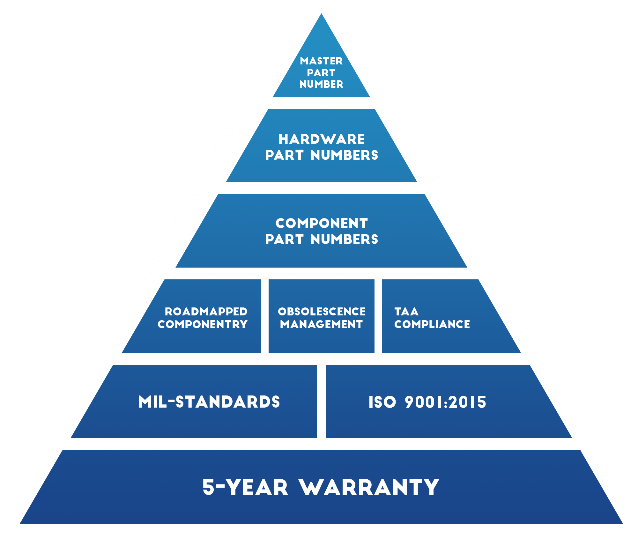 MASTER
PART
NUMBER
HARDWARE
PART NUMBERS
COMPONENT
PART NUMBERS
ROADMAPPED
COMPONENTRY
OBSOLESCENCE
MANAGEMENT
TAA
COMPLIANCE
MIL-STANDARDS
ISO 9001:2015
5-YEAR WARRANTY